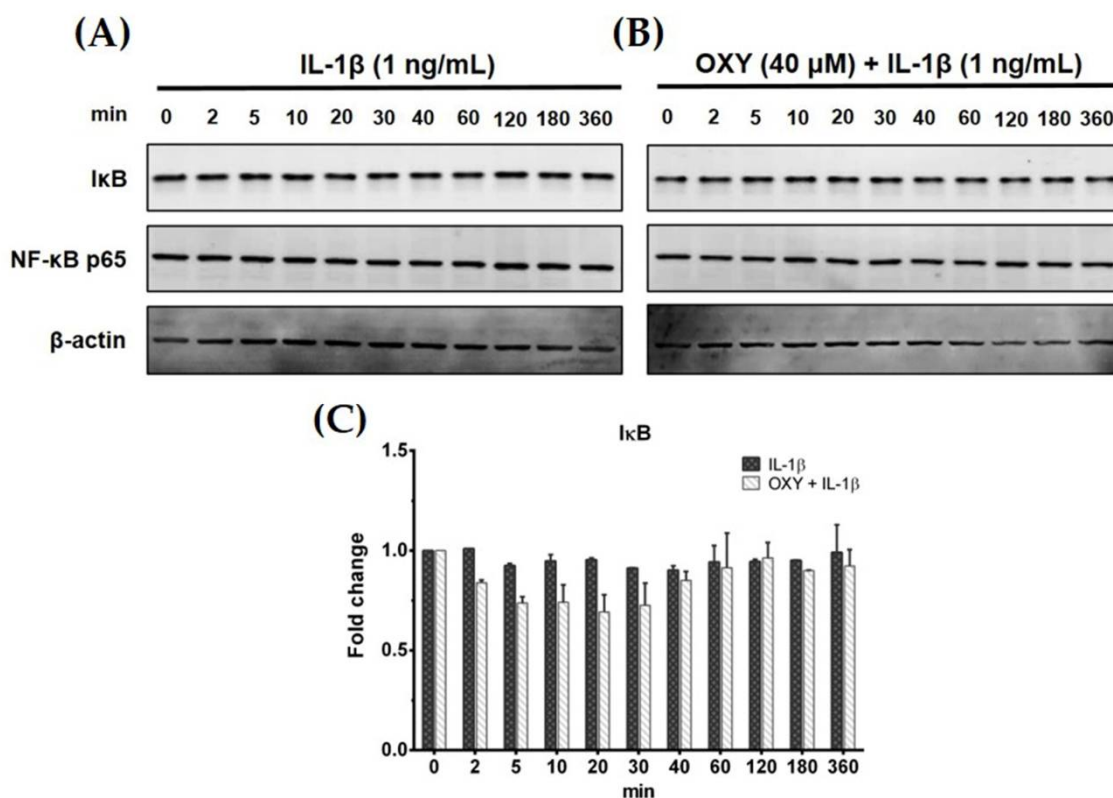 (A)
IL-1β (1 ng/mL)
min 0 2 5 10 20 30 40 60 120 180 360
IκB
NF-κB p65
β-actin
(B)
OXY (40 μM) + IL-1β (1 ng/mL)
0 2 5 10 20 30 40 60 120 180 360
(C)
IκB
IL-1β
OXY + IL-1β
Fold change
1.5
1.0
0.5
0.0
0 2 5 10 20 30 40 60 120 180 360
min